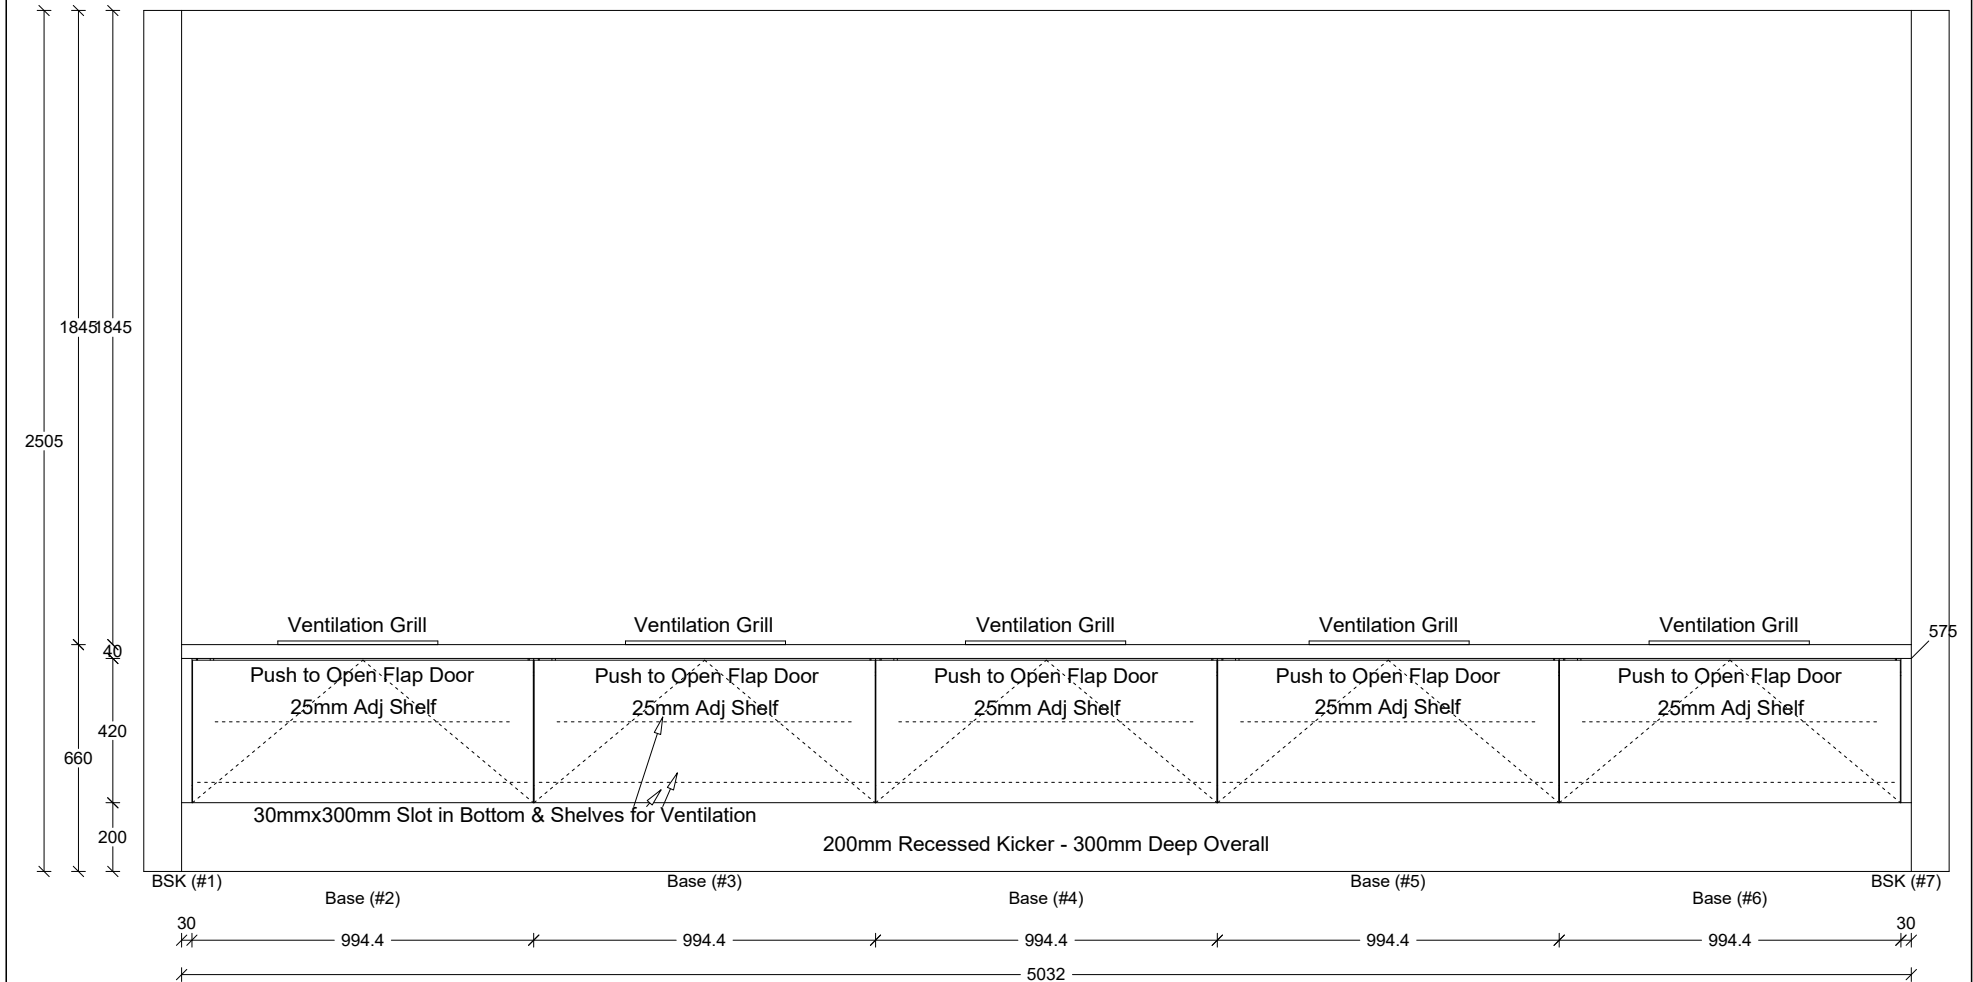 1845
1845
2505
Ventilation Grill
Ventilation Grill
Ventilation Grill
Ventilation Grill
Ventilation Grill
575
40
Push to Open Flap Door
Push to Open Flap Door
Push to Open Flap Door
Push to Open Flap Door
Push to Open Flap Door
25mm Adj Shelf
25mm Adj Shelf
25mm Adj Shelf
25mm Adj Shelf
25mm Adj Shelf
420
660
30mmx300mm Slot in Bottom & Shelves for Ventilation
200
200mm Recessed Kicker - 300mm Deep Overall
BSK (#1)
Base (#2)
Base (#3)
Base (#4)
Base (#5)
Base (#6)
BSK (#7)
30
994.4
994.4
994.4
994.4
994.4
30
5032